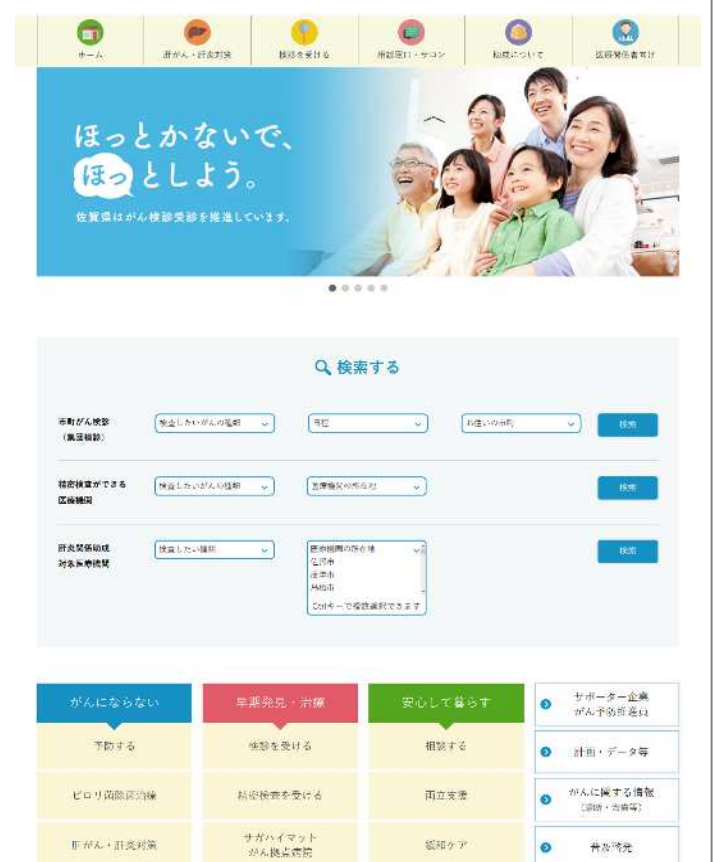 ホーム
肝がん・肝炎対策
検診を受ける
相談窓口・サロン
助成について
医療関係者向け
ほっとかないで、
ほっとしよう。
佐賀県はがん検診受診を推進しています。
検索する
市町がん検診
（集団検診）
検査したいがんの種類
日程
お住いの市町
検索
精密検査ができる
医療機関
検査したいがんの種類
医療機関の所在地
検索
肝炎関係助成
対象医療機関
検査したい種類
医療機関の所在地
佐賀市
唐津市
鳥栖市
Ctrlキーで複数選択できます
検索
がんにならない
早期発見・治療
安心して暮らす
サポーター企業
がん予防推進員
予防する
検診を受ける
相談する
計画・データ等
ピロリ菌除菌治療
精密検査を受ける
両立支援
がんに関する情報
（診断・治療等）
肝がん・肝炎対策
サガハイマット
がん拠点病院
緩和ケア
普及啓発